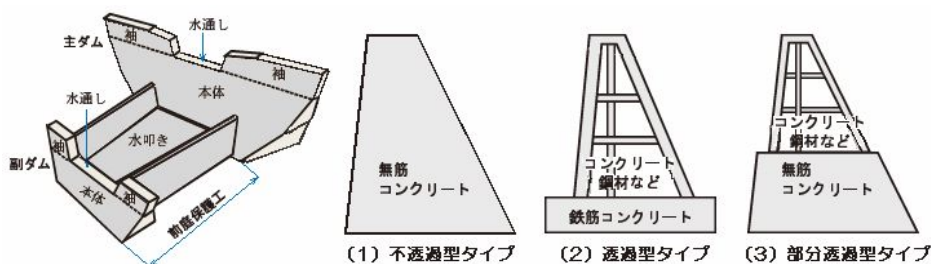 水通し
主ダム
袖
袖
本体
水通し
水叩き
袖
副ダム
本体
袖
前庭保護工
無筋
コンクリート
(1) 不透過型タイプ
コンクリート
鋼材など
鉄筋コンクリート
(2) 透過型タイプ
コンクリート
鋼材など
無筋
コンクリート
(3) 部分透過型タイプ